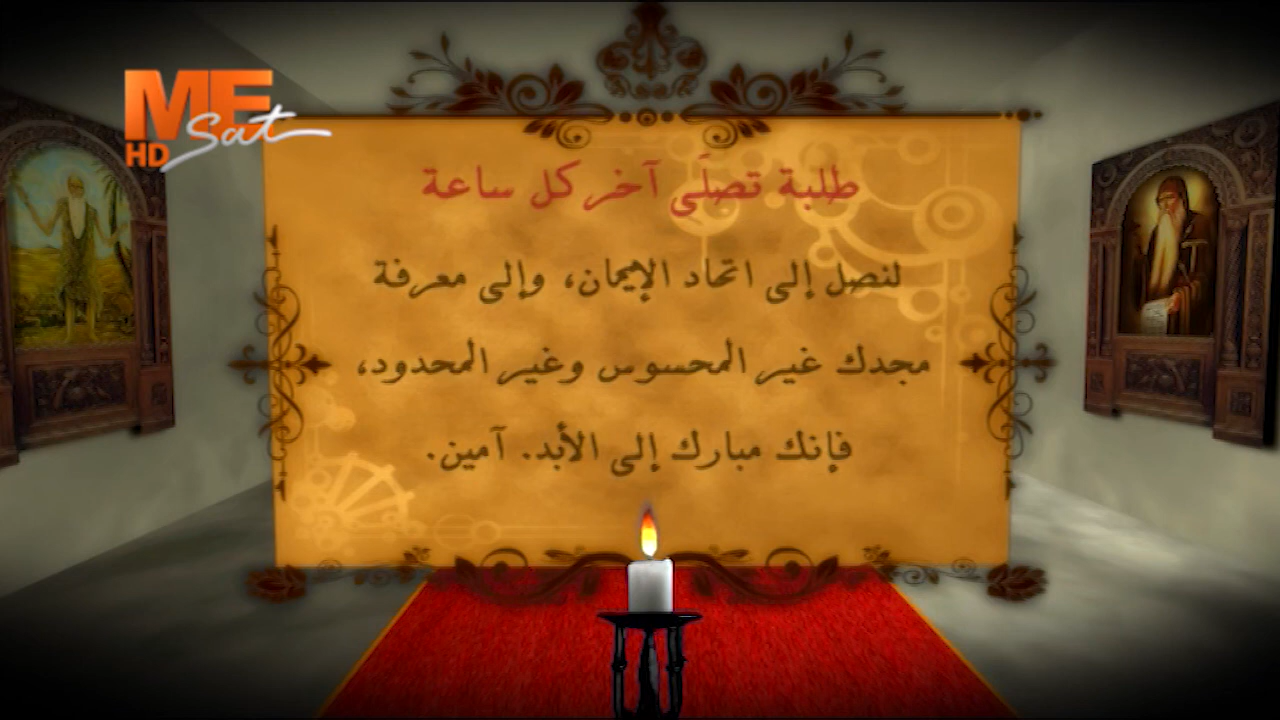 ME
Sat
HD
طلبة تصلَى آخر كل ساعة
لنصل إلى اتحاد الإيمان، وإلى معرفة
مجدك غير المحسوس وغير المحدود،
فإنك مبارك إلى الأبد. آمين.